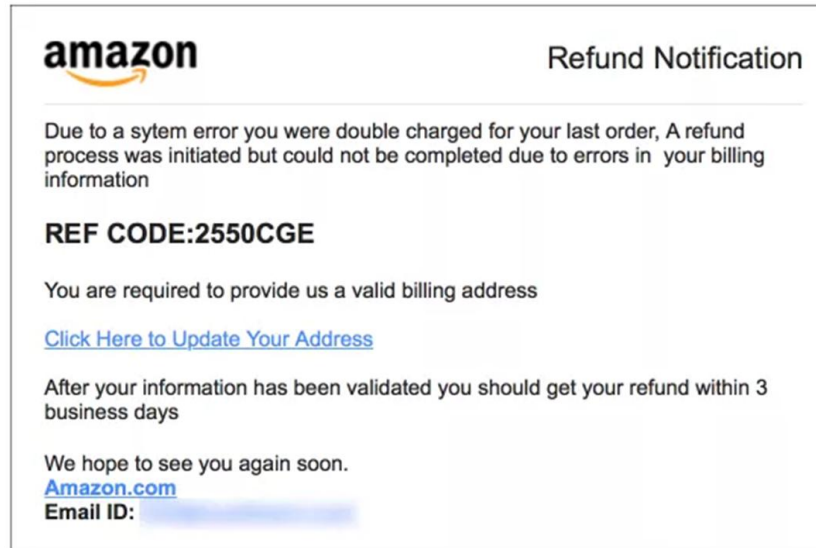 amazon
Refund Notification
Due to a sytem error you were double charged for your last order, A refund
process was initiated but could not be completed due to errors in  your billing
information
REF CODE:2550CGE
You are required to provide us a valid billing address
Click Here to Update Your Address
After your information has been validated you should get your refund within 3
business days
We hope to see you again soon.
Amazon.com
Email ID: